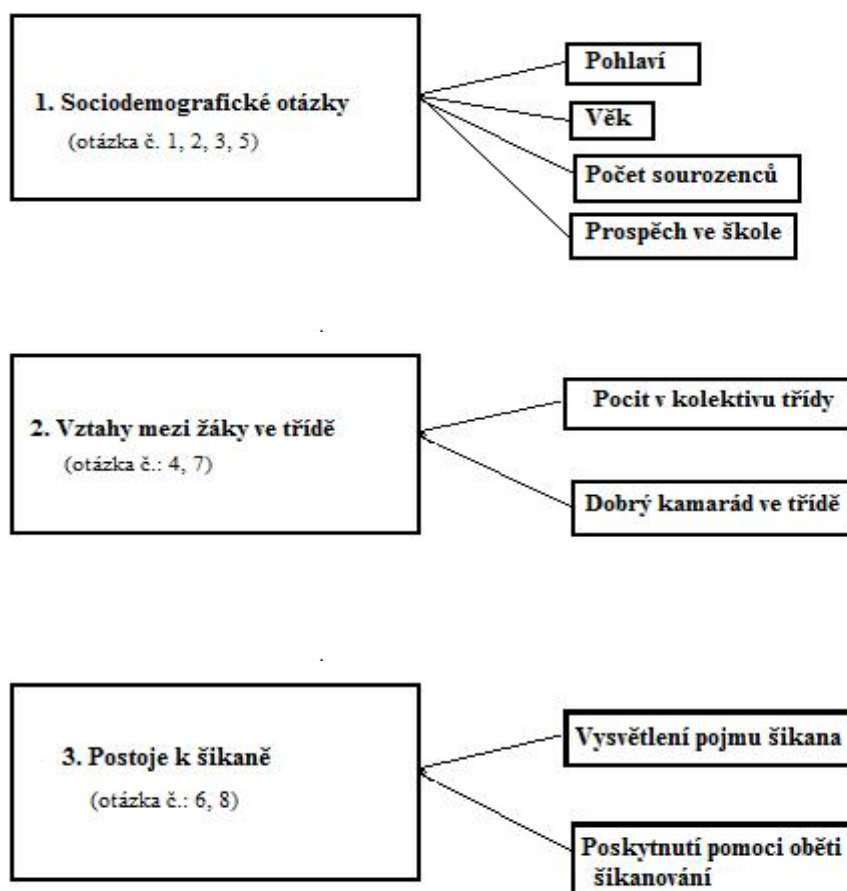 1. Sociodemografické otázky
(otázka č. 1, 2, 3, 5)
Pohlaví
Věk
Počet sourozenců
Prospěch ve škole
2. Vztahy mezi žáky ve třídě
(otázka č.: 4, 7)
Pocit v kolektivu třídy
Dobrý kamarád ve třídě
3. Postoje k šikaně
(otázka č.: 6, 8)
Vysvětlení pojmu šikana
Poskytnutí pomoci oběti
šikanování